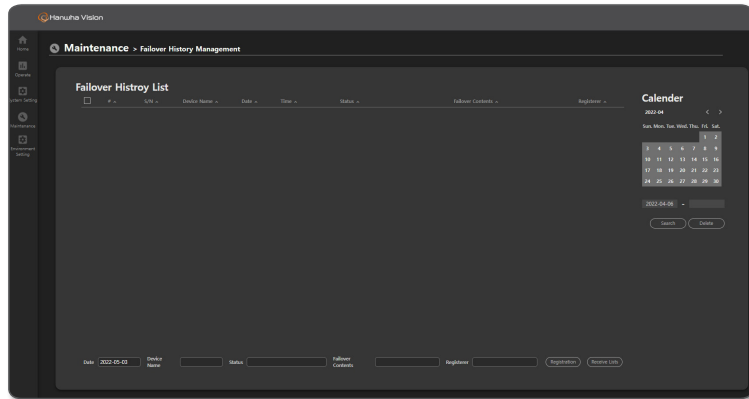 Hanwha Vision
Home
Operate
System Setting
Maintenance
Environment
Setting
Maintenance > Failover History Management
Failover Histroy List
# S/N Device Name Date Time Status Failover Contents Registerer
Calender
2022-04 < >
Sun. Mon. Tue. Wed. Thu. Fri. Sat.
1 2
3 4 5 6 7 8 9
10 11 12 13 14 15 16
17 18 19 20 21 22 23
24 25 26 27 28 29 30
2022-04-06 ~
Search Delete
Date 2022-05-03 Device Name Status Failover Contents Registerer Registration Receive Lists